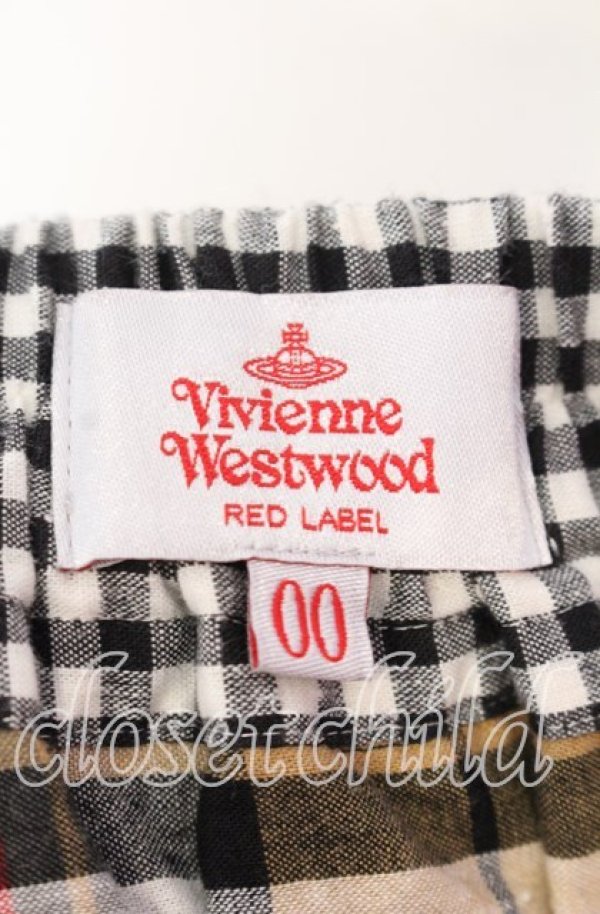 Vivienne
Westwood
RED LABEL
00
closet child